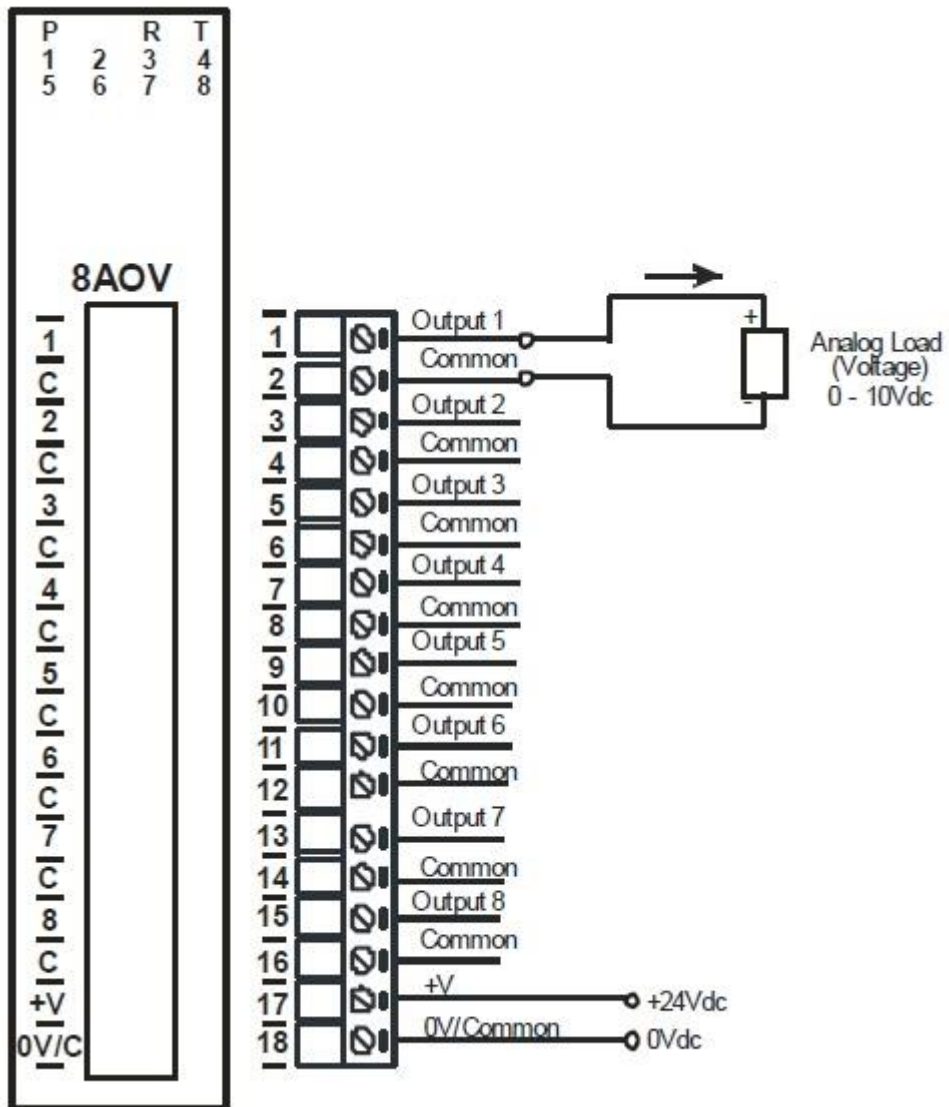 P R T
1 2 3 4
5 6 7 8
8AOV
1
C
2
C
3
C
4
C
5
C
6
C
7
C
8
C
+V
0V/C
1 Output 1
2 Common
3 Output 2
4 Common
5 Output 3
6 Common
7 Output 4
8 Common
9 Output 5
10 Common
11 Output 6
12 Common
13 Output 7
14 Common
15 Output 8
16 Common
17 +V +24Vdc
18 0V/Common 0Vdc
+
-
Analog Load
(Voltage)
0 - 10Vdc